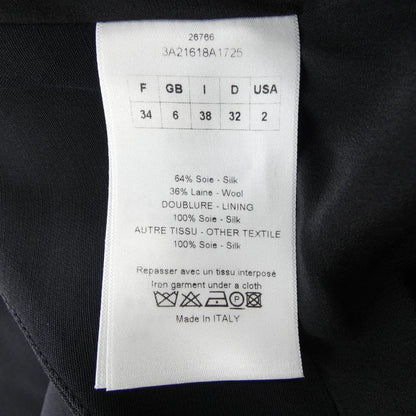 26766
3A21618A1725
F GB I D USA
34 6 38 32 2
64% Soie - Silk
36% Laine - Wool
DOUBLURE - LINING
100% Soie - Silk
AUTRE TISSU - OTHER TEXTILE
100% Soie - Silk
Repasser avec un tissu interposé
Iron garment under a cloth
P
Made In ITALY